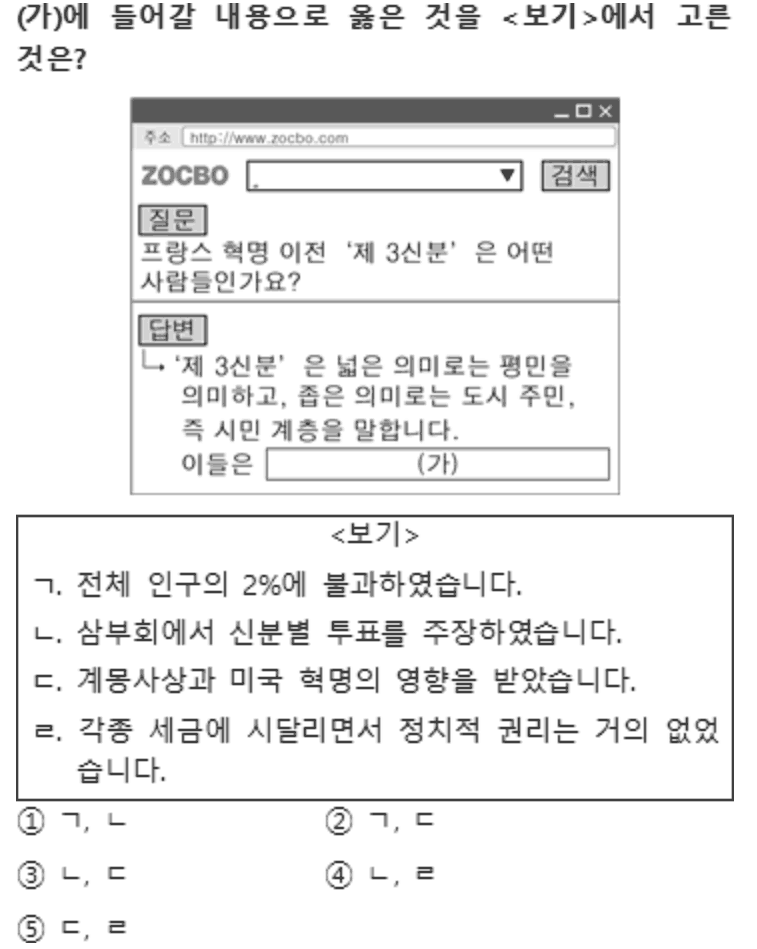 (가)에 들어갈 내용으로 옳은 것을 <보기>에서 고른
것은?
주소 http://www.zocbo.com
ZOCBO 검색
질문
프랑스 혁명 이전 ‘제 3신분’ 은 어떤
사람들인가요?
답변
‘제 3신분’ 은 넓은 의미로는 평민을
의미하고, 좁은 의미로는 도시 주민,
즉 시민 계층을 말합니다.
이들은 (가)
<보기>
ㄱ. 전체 인구의 2%에 불과하였습니다.
ㄴ. 삼부회에서 신분별 투표를 주장하였습니다.
ㄷ. 계몽사상과 미국 혁명의 영향을 받았습니다.
ㄹ. 각종 세금에 시달리면서 정치적 권리는 거의 없었
습니다.
① ㄱ, ㄴ ② ㄱ, ㄷ
③ ㄴ, ㄷ ④ ㄴ, ㄹ
⑤ ㄷ, ㄹ